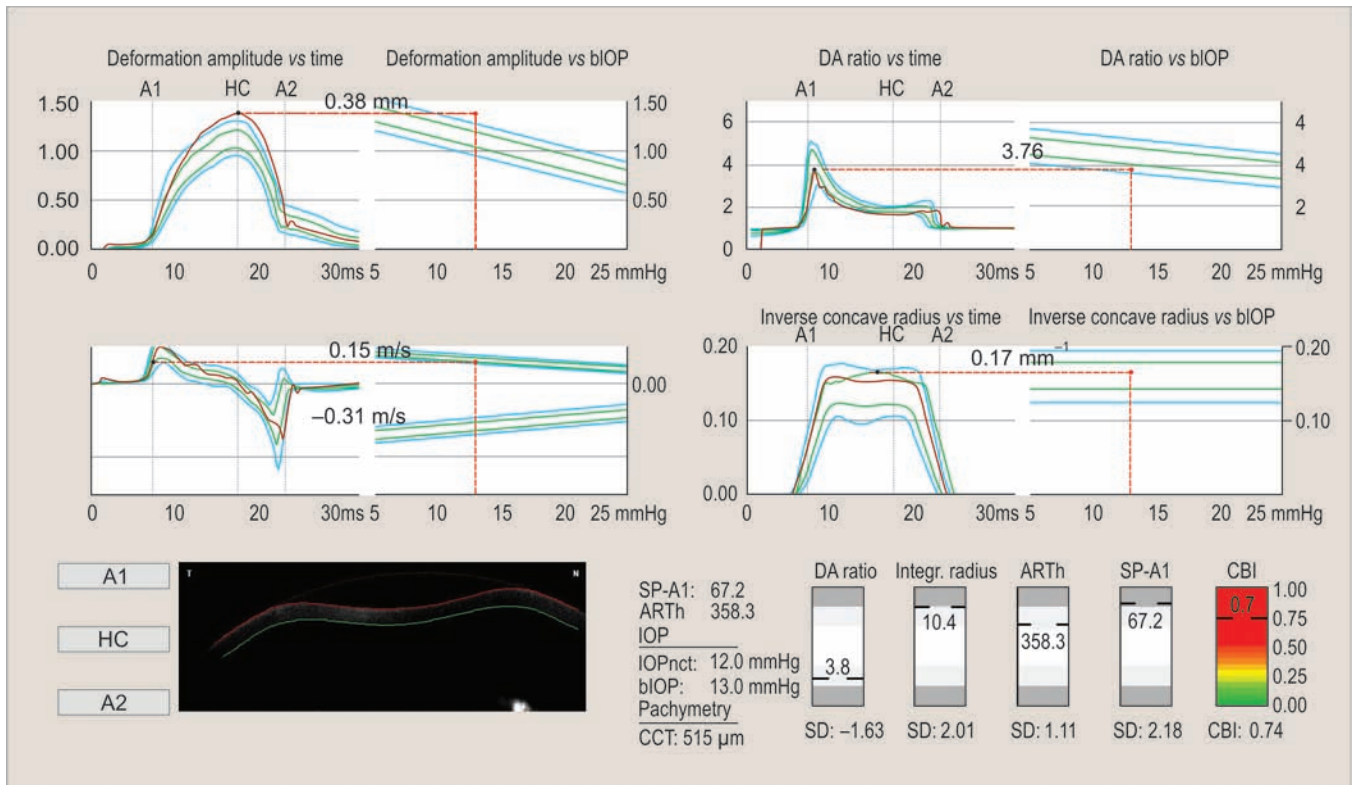 Deformation amplitude vs time
Deformation amplitude vs bIOP
A1 HC A2
0.38 mm
1.50
1.00
0.50
0.00
1.50
1.00
0.50
0 10 20 30ms 5 10 15 20 25 mmHg
DA ratio vs time
DA ratio vs bIOP
A1 HC A2
3.76
6
4
2
0
4
4
2
0 10 20 30ms 5 10 15 20 25 mmHg
0.15 m/s
–0.31 m/s
0.00
0 10 20 30ms 5 10 15 20 25 mmHg
Inverse concave radius vs time
Inverse concave radius vs bIOP
A1 HC A2
0.17 mm⁻¹
0.20
0.10
0.00
0.20
0.10
0 10 20 30ms 5 10 15 20 25 mmHg
A1
HC
A2
T N
SP-A1: 67.2
ARTh 358.3
IOP
IOPnct: 12.0 mmHg
bIOP: 13.0 mmHg
Pachymetry
CCT: 515 µm
DA ratio
3.8
SD: –1.63
Integr. radius
10.4
SD: 2.01
ARTh
358.3
SD: 1.11
SP-A1
67.2
SD: 2.18
CBI
0.7
1.00
0.75
0.50
0.25
0.00
CBI: 0.74